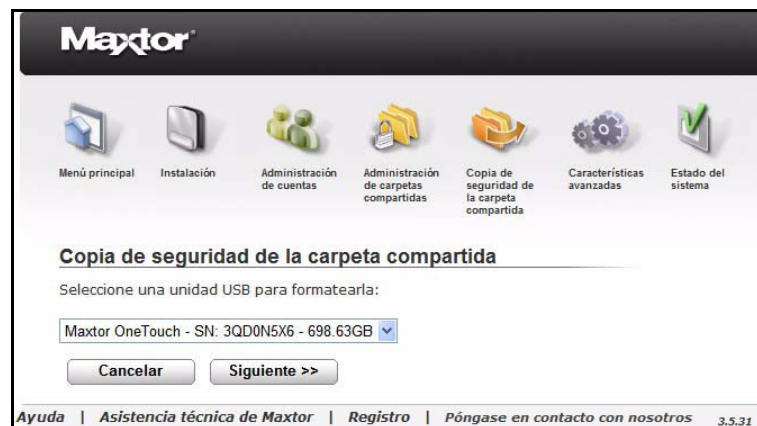 Maxtor
Menú principal
Instalación
Administración
de cuentas
Administración
de carpetas
compartidas
Copia de
seguridad de
la carpeta
compartida
Características
avanzadas
Estado del
sistema
Copia de seguridad de la carpeta compartida
Seleccione una unidad USB para formatearla:
Maxtor OneTouch - SN: 3QD0N5X6 - 698.63GB
Cancelar
Siguiente >>
Ayuda | Asistencia técnica de Maxtor | Registro | Póngase en contacto con nosotros 3.5.31